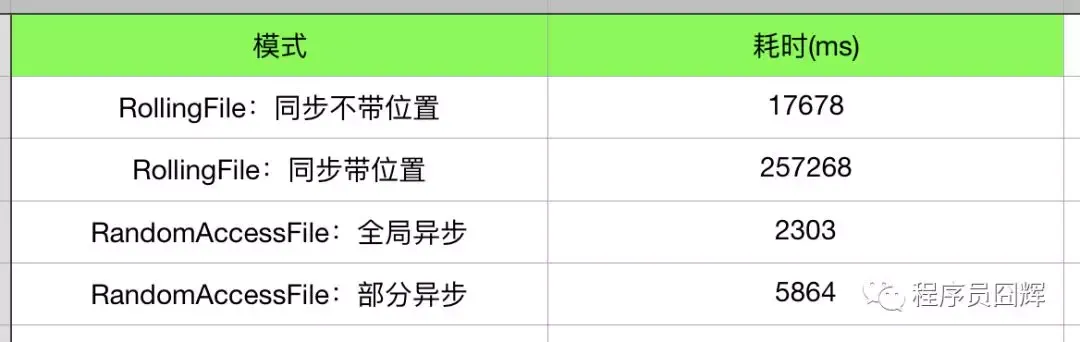 模式 耗时(ms)
RollingFile：同步不带位置 17678
RollingFile：同步带位置 257268
RandomAccessFile：全局异步 2303
RandomAccessFile：部分异步 5864
程序员囧辉